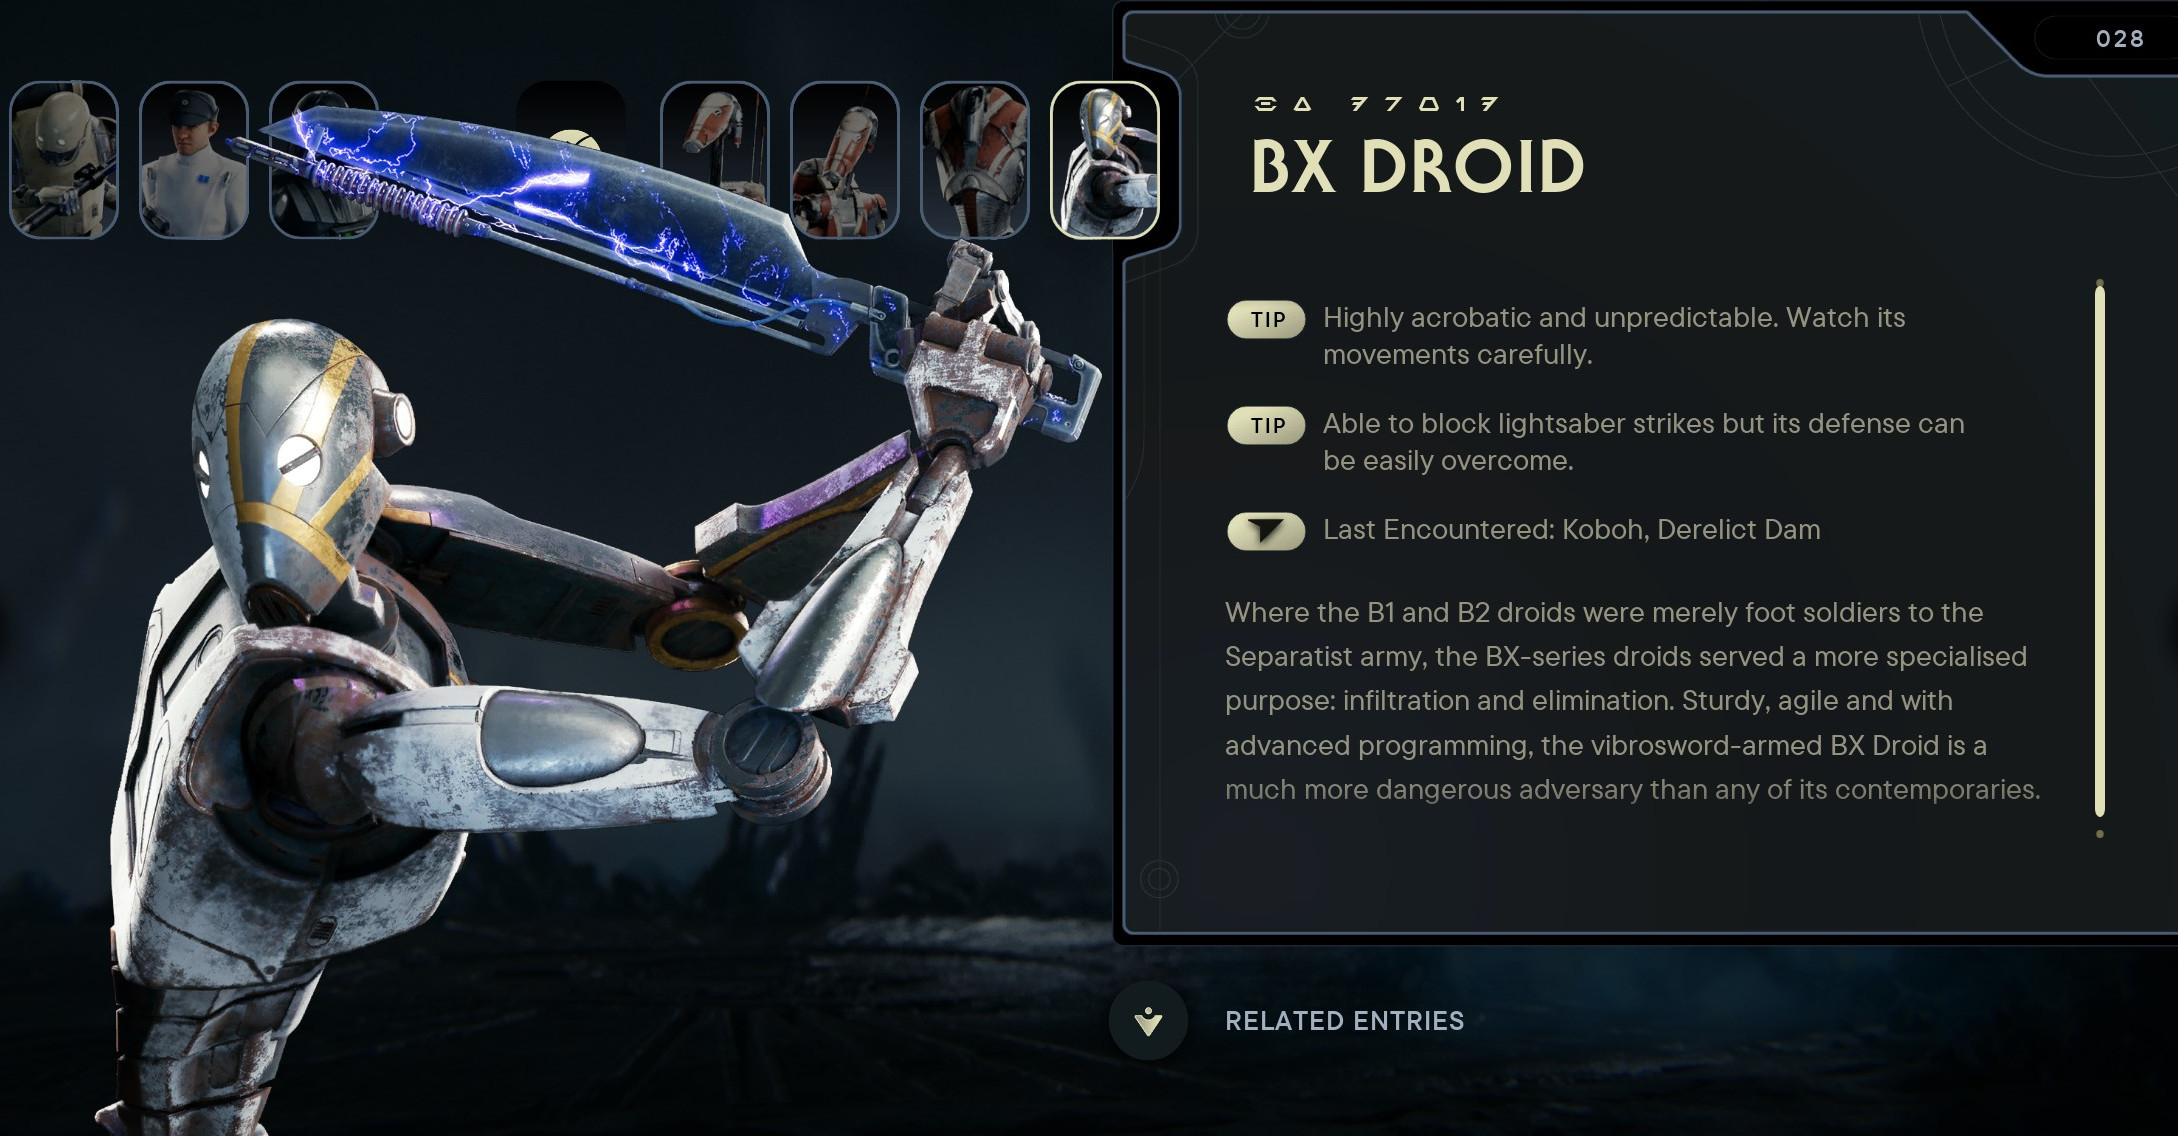 028
BX DROID
TIP Highly acrobatic and unpredictable. Watch its
movements carefully.
TIP Able to block lightsaber strikes but its defense can
be easily overcome.
Last Encountered: Koboh, Derelict Dam
Where the B1 and B2 droids were merely foot soldiers to the
Separatist army, the BX-series droids served a more specialised
purpose: infiltration and elimination. Sturdy, agile and with
advanced programming, the vibrosword-armed BX Droid is a
much more dangerous adversary than any of its contemporaries.
RELATED ENTRIES